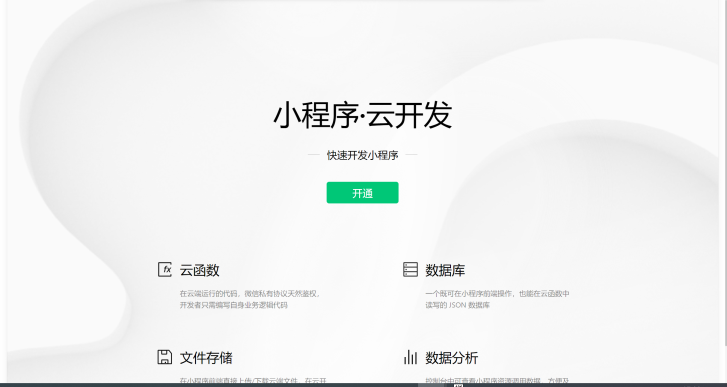 小程序·云开发
快速开发小程序
开通
fx
云函数
在云端运行的代码，微信私有协议天然鉴权，
开发者只需编写自身业务逻辑代码
数据库
一个既可在小程序前端操作，也能在云函数中
读写的 JSON 数据库
文件存储
在小程序前端直接上传/下载云端文件，在云开
数据分析
控制台中可查看小程序资源调用数据，方便及